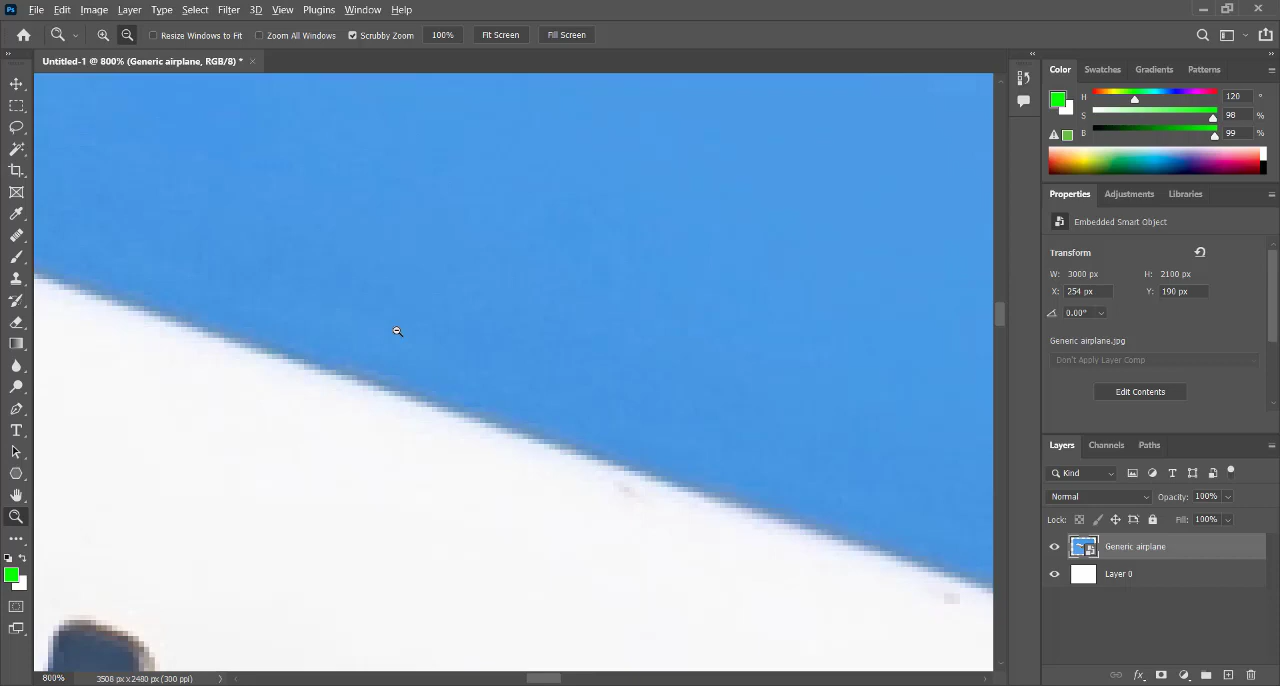 Ps File Edit Image Layer Type Select Filter 3D View Plugins Window Help
Resize Windows to Fit Zoom All Windows Scrubby Zoom 100% Fit Screen Fill Screen
Untitled-1 @ 800% (Generic airplane, RGB/8) * ×
Color Swatches Gradients Patterns
H 120 °
S 98 %
B 99 %
Properties Adjustments Libraries
Embedded Smart Object
Transform
W: 3000 px H: 2100 px
X: 254 px Y: 190 px
0.00°
Generic airplane.jpg
Don't Apply Layer Comp
Edit Contents
Layers Channels Paths
Kind
Normal Opacity: 100%
Lock: Fill: 100%
Generic airplane
Layer 0
fx
800% 3508 px x 2480 px (300 ppi)